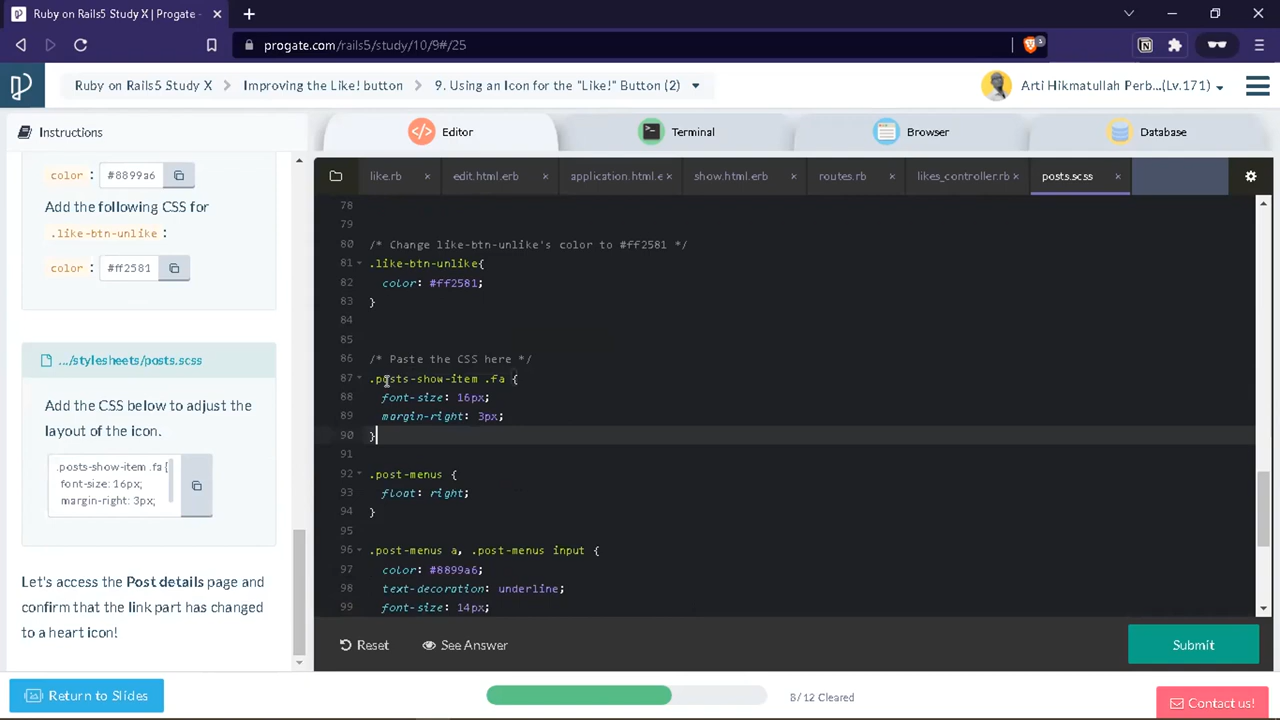 Ruby on Rails5 Study X | Progate -
progate.com/rails5/study/10/9#/25
Ruby on Rails5 Study X
Improving the Like! button
9. Using an Icon for the "Like!" Button (2)
Arti Hikmatullah Perb...(Lv.171)
Instructions
Editor
Terminal
Browser
Database
color : #8899a6
Add the following CSS for
.like-btn-unlike :
color : #ff2581
.../stylesheets/posts.scss
Add the CSS below to adjust the
layout of the icon.
.posts-show-item .fa {
font-size: 16px;
margin-right: 3px;
Let's access the Post details page and
confirm that the link part has changed
to a heart icon!
like.rb
edit.html.erb
application.html.e
show.html.erb
routes.rb
likes_controller.rb
posts.scss
78
79
80 /* Change like-btn-unlike's color to #ff2581 */
81 .like-btn-unlike{
82 color: #ff2581;
83 }
84
85
86 /* Paste the CSS here */
87 .posts-show-item .fa {
88 font-size: 16px;
89 margin-right: 3px;
90 }
91
92 .post-menus {
93 float: right;
94 }
95
96 .post-menus a, .post-menus input {
97 color: #8899a6;
98 text-decoration: underline;
99 font-size: 14px;
Reset
See Answer
Submit
Return to Slides
8/12 Cleared
Contact us!